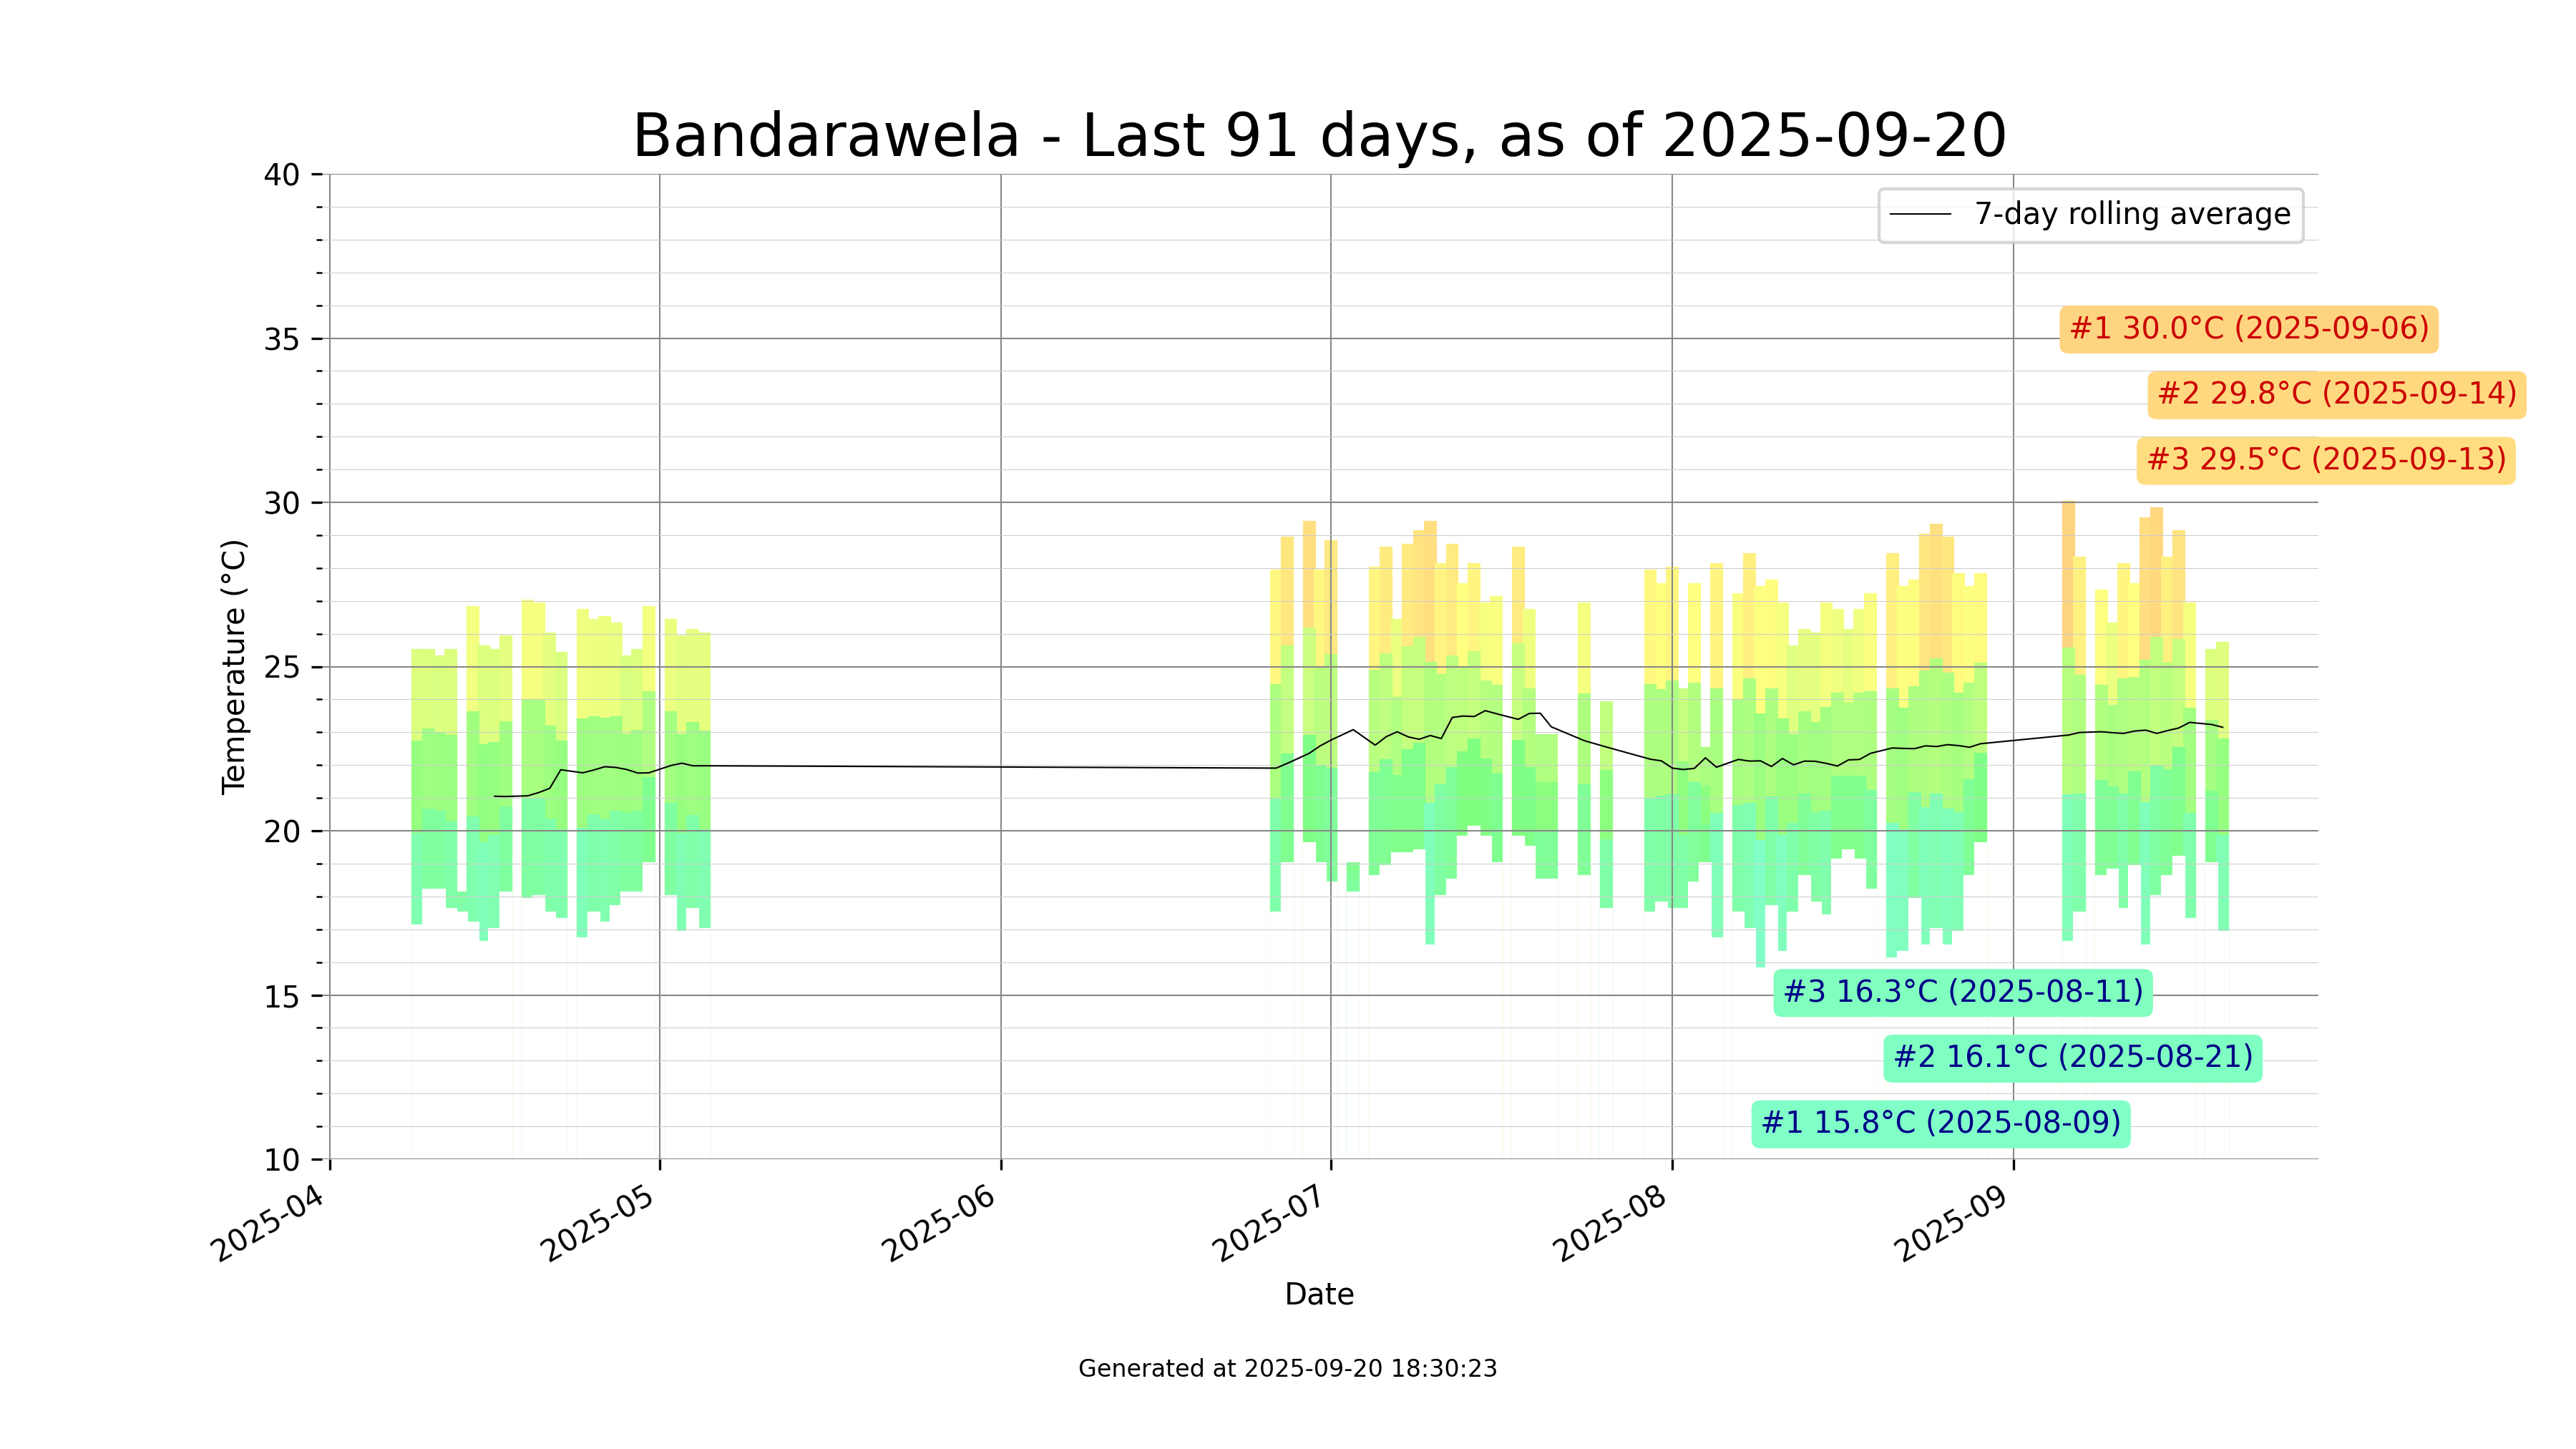 Bandarawela - Last 91 days, as of 2025-09-20
40
35
30
25
20
15
10
Temperature (°C)
7-day rolling average
#1 30.0°C (2025-09-06)
#2 29.8°C (2025-09-14)
#3 29.5°C (2025-09-13)
#3 16.3°C (2025-08-11)
#2 16.1°C (2025-08-21)
#1 15.8°C (2025-08-09)
2025-04
2025-05
2025-06
2025-07
2025-08
2025-09
Date
Generated at 2025-09-20 18:30:23